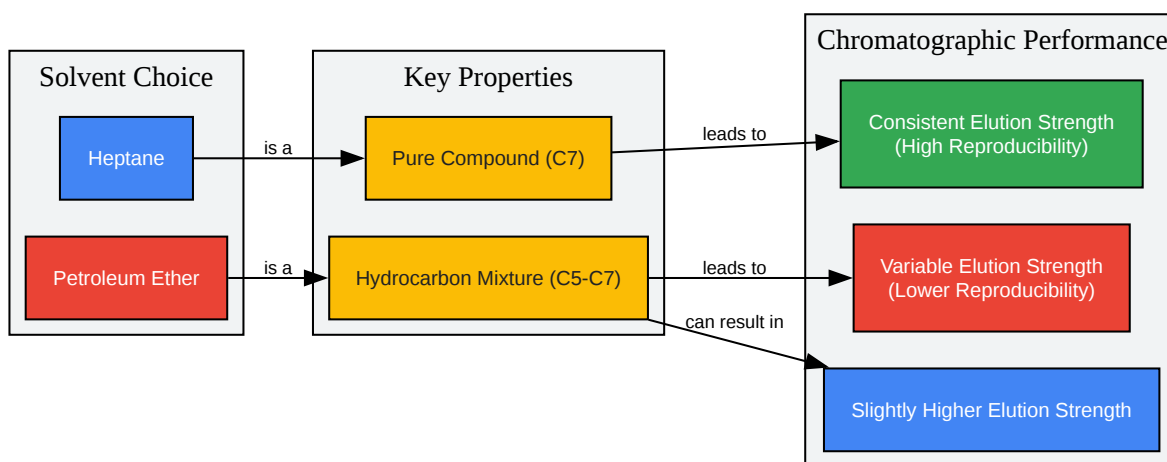 Chromatographic Performance
Solvent Choice
Key Properties
Heptane
is a
Pure Compound (C7)
leads to
Consistent Elution Strength
(High Reproducibility)
Petroleum Ether
is a
Hydrocarbon Mixture (C5-C7)
leads to
Variable Elution Strength
(Lower Reproducibility)
can result in
Slightly Higher Elution Strength